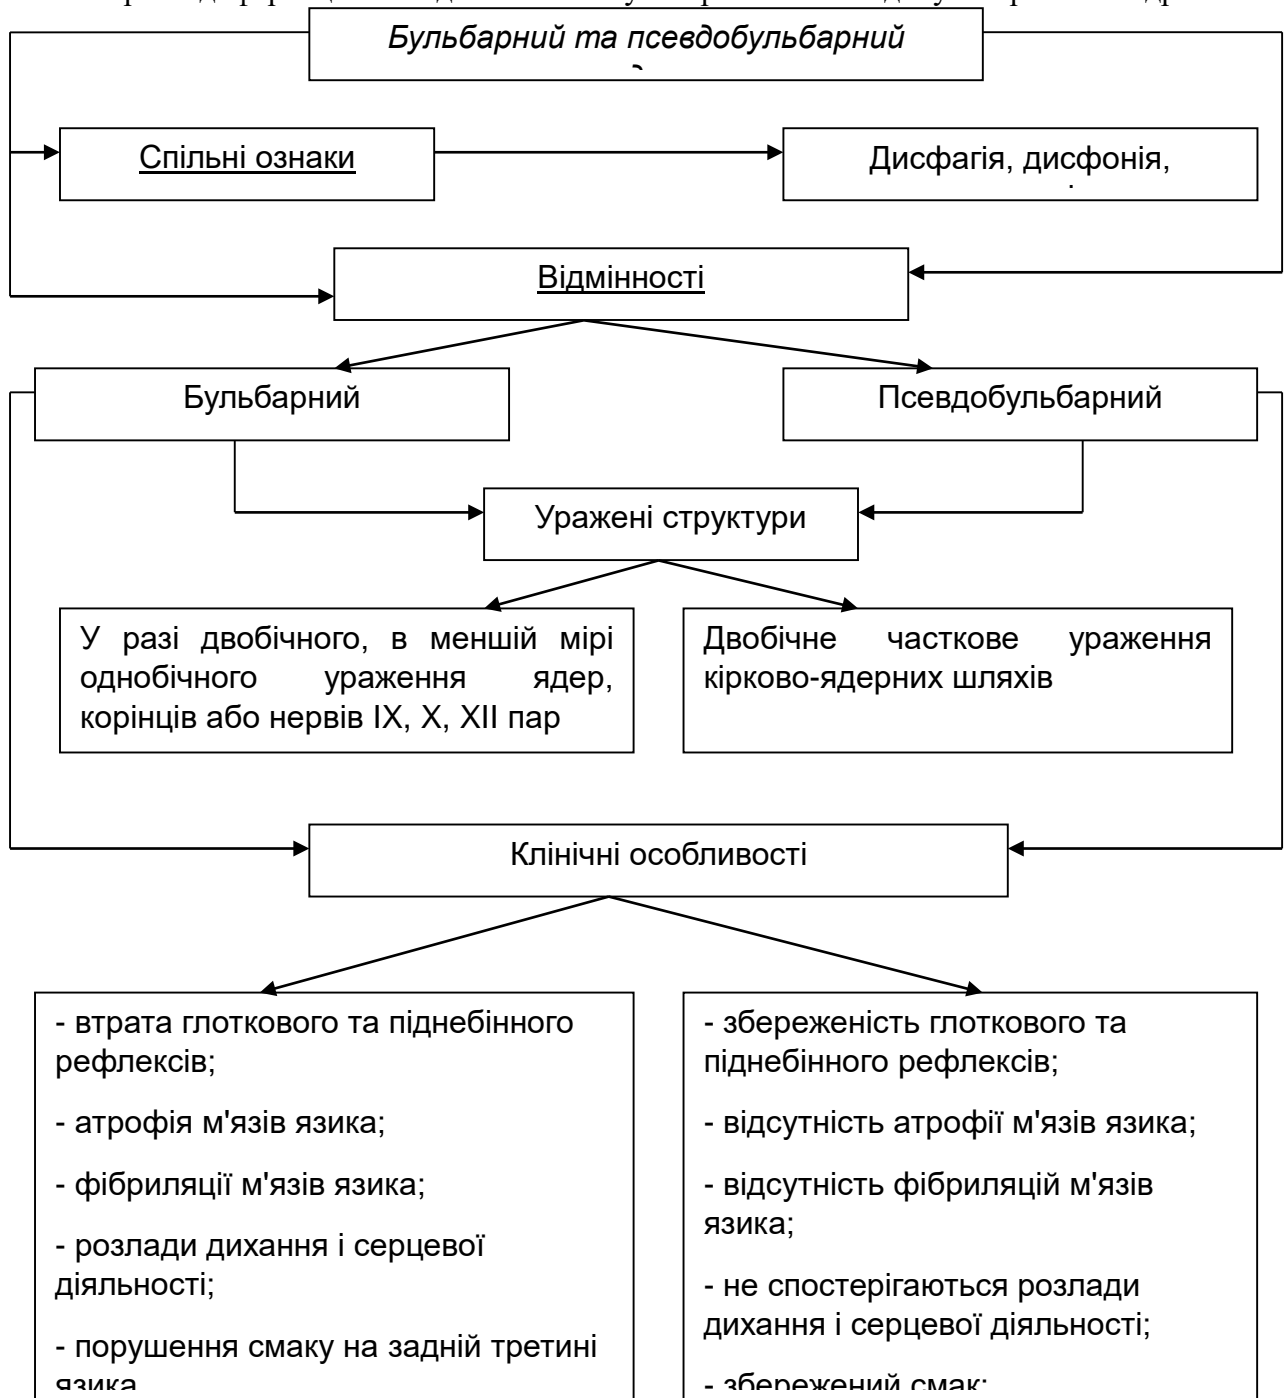 Бульбарний та псевдобульбарний
Спільні ознаки
Дисфагія, дисфонія,
Відмінності
Бульбарний
Псевдобульбарний
Уражені структури
У разі двобічного, в меншій мірі
однобічного ураження ядер,
корінців або нервів IX, X, XII пар
Двобічне часткове ураження
кірково-ядерних шляхів
Клінічні особливості
- втрата глоткового та піднебінного
рефлексів;
- атрофія м'язів язика;
- фібриляції м'язів язика;
- розлади дихання і серцевої
діяльності;
- порушення смаку на задній третині
язика
- збереженість глоткового та
піднебінного рефлексів;
- відсутність атрофії м'язів язика;
- відсутність фібриляцій м'язів
язика;
- не спостерігаються розлади
дихання і серцевої діяльності;
- збережений смак;